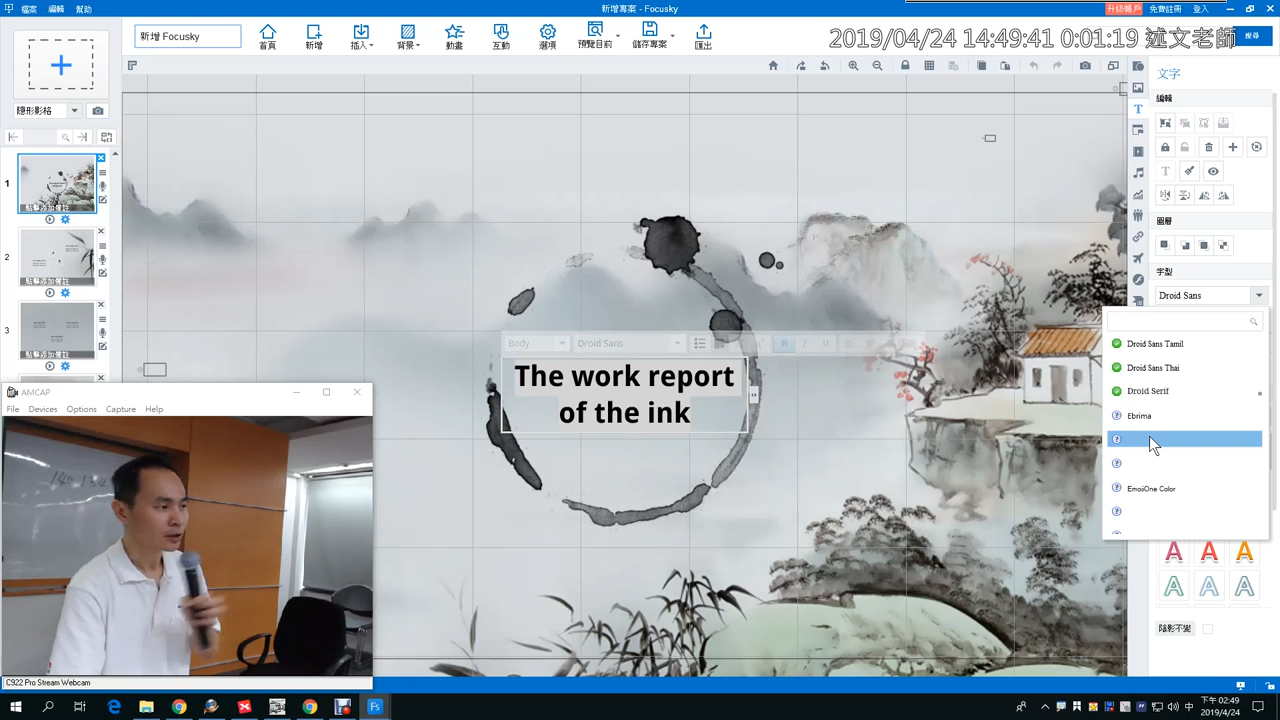 檔案 編輯 幫助
新增專案 - Focusky
升級帳戶 免費註冊 登入
新增 Focusky
首頁 新增 插入 背景 動畫 互動 選項 預覽目前 儲存專案 匯出
2019/04/24 14:49:41 0:01:19 述文老師
搜尋
隱形影格
文字
編輯
圖層
字型
Droid Sans
Droid Sans Tamil
Droid Sans Thai
Droid Serif
Ebrima
EmojiOne Color
陰影不變
1
點擊添加備註
2
點擊添加備註
3
點擊添加備註
Body Droid Sans B I U
The work report
of the ink
AMCAP
File Devices Options Capture Help
C922 Pro Stream Webcam
下午 02:49
中 2019/4/24